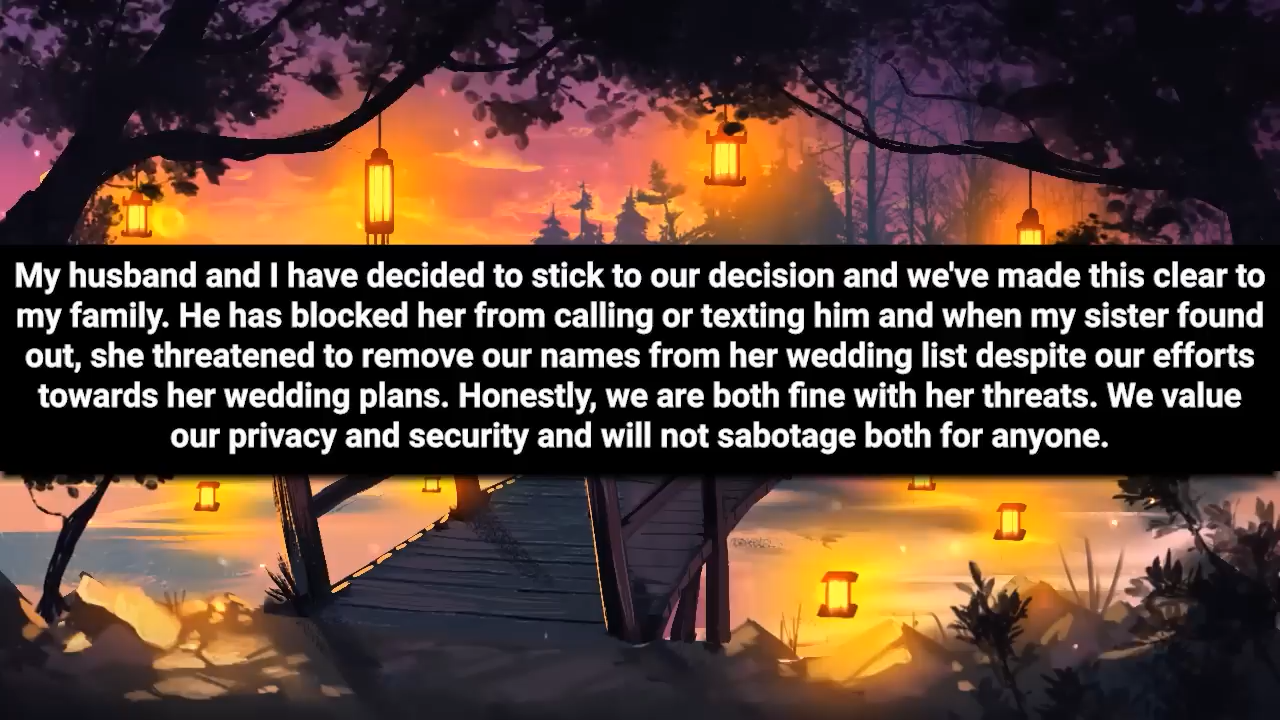 My husband and I have decided to stick to our decision and we've made this clear to
my family. He has blocked her from calling or texting him and when my sister found
out, she threatened to remove our names from her wedding list despite our efforts
towards her wedding plans. Honestly, we are both fine with her threats. We value
our privacy and security and will not sabotage both for anyone.